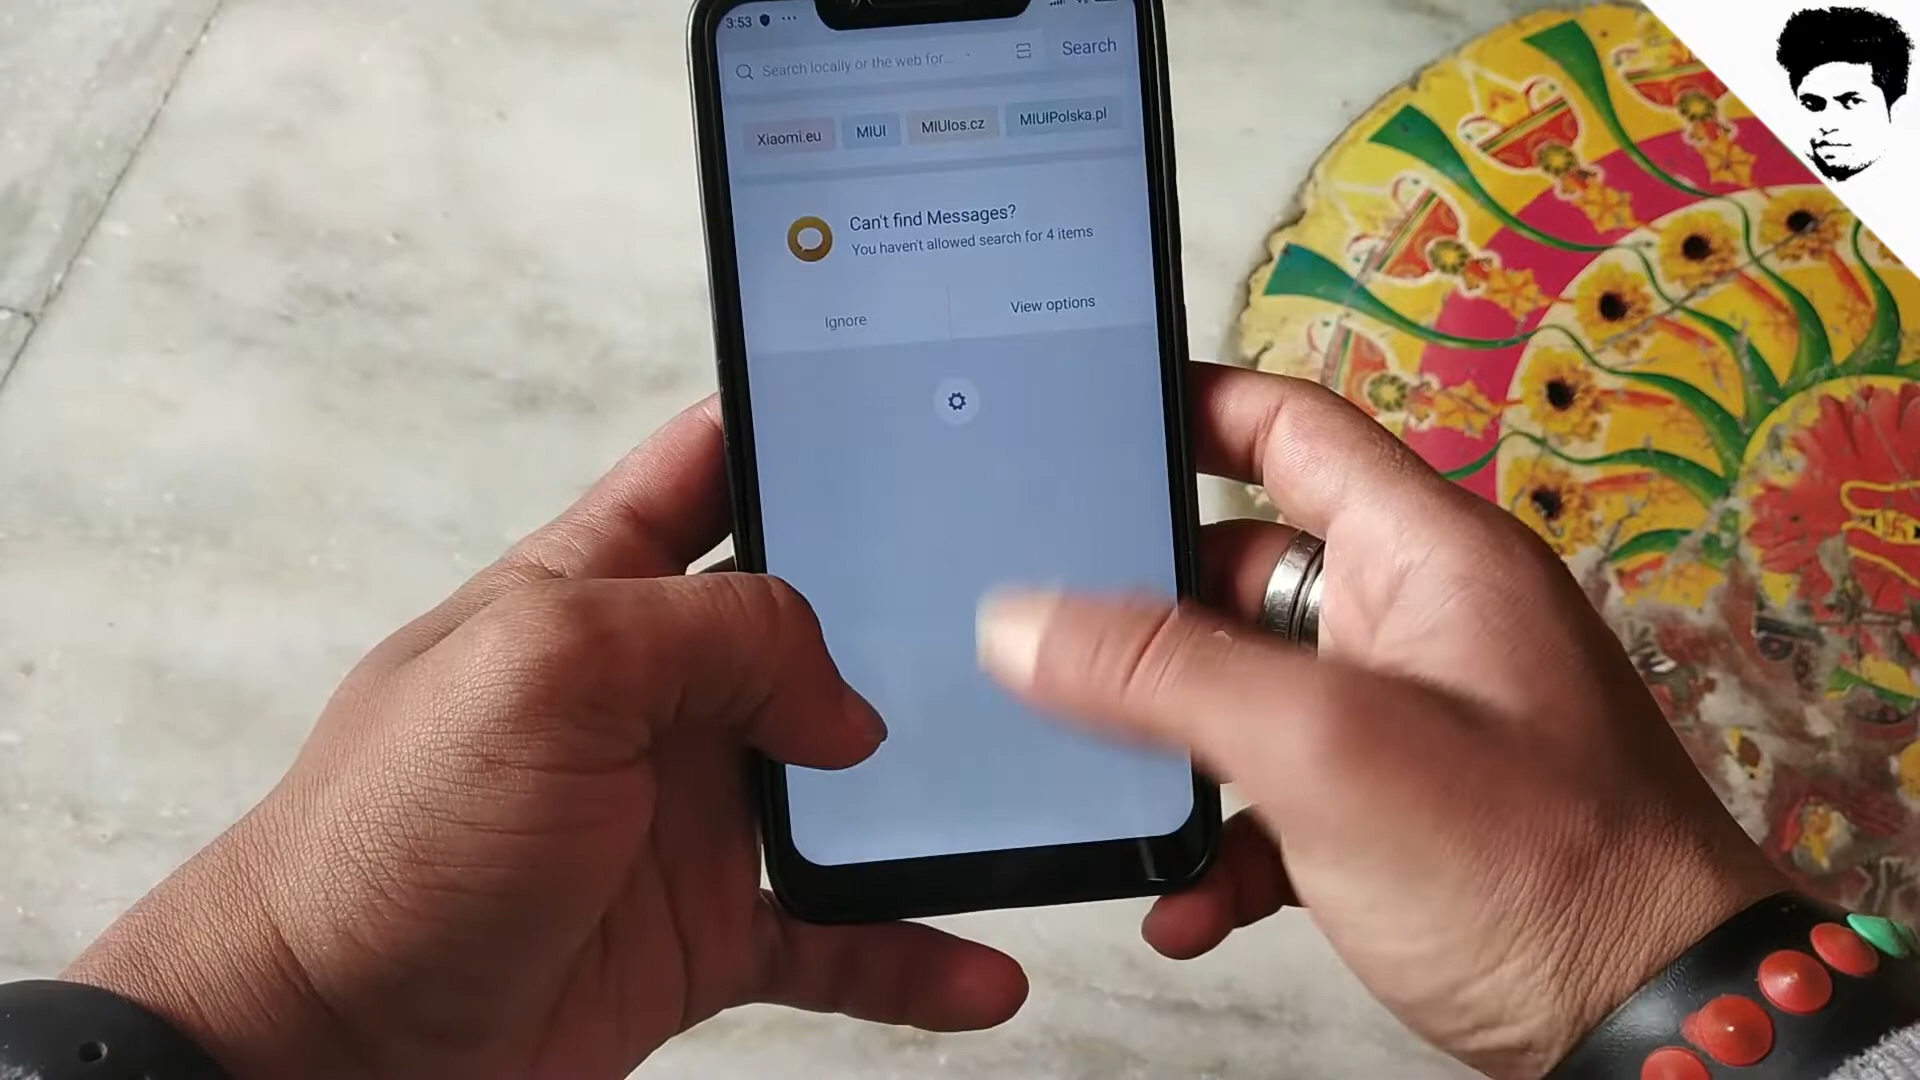 3:53
Search locally or the web for...
Search
Xiaomi.eu
MIUI
MIUIos.cz
MIUIPolska.pl
Can't find Messages?
You haven't allowed search for 4 items
Ignore
View options